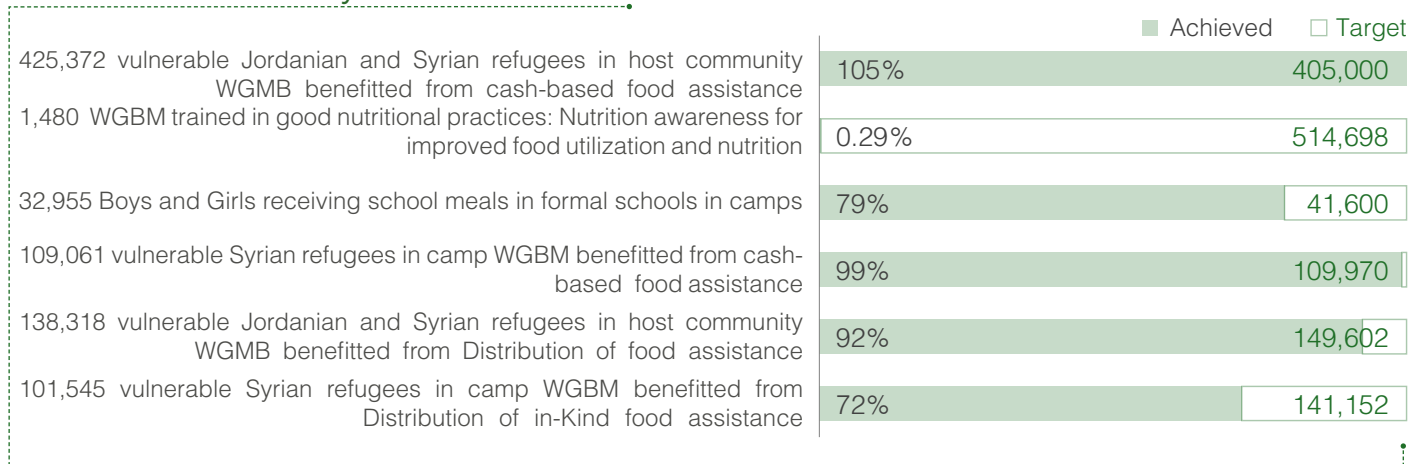 Achieved Target
425,372 vulnerable Jordanian and Syrian refugees in host community
WGMB benefitted from cash-based food assistance
105% 405,000
1,480 WGBM trained in good nutritional practices: Nutrition awareness for
improved food utilization and nutrition
0.29% 514,698
32,955 Boys and Girls receiving school meals in formal schools in camps
79% 41,600
109,061 vulnerable Syrian refugees in camp WGBM benefitted from cash-
based food assistance
99% 109,970
138,318 vulnerable Jordanian and Syrian refugees in host community
WGMB benefitted from Distribution of food assistance
92% 149,602
101,545 vulnerable Syrian refugees in camp WGBM benefitted from
Distribution of in-Kind food assistance
72% 141,152